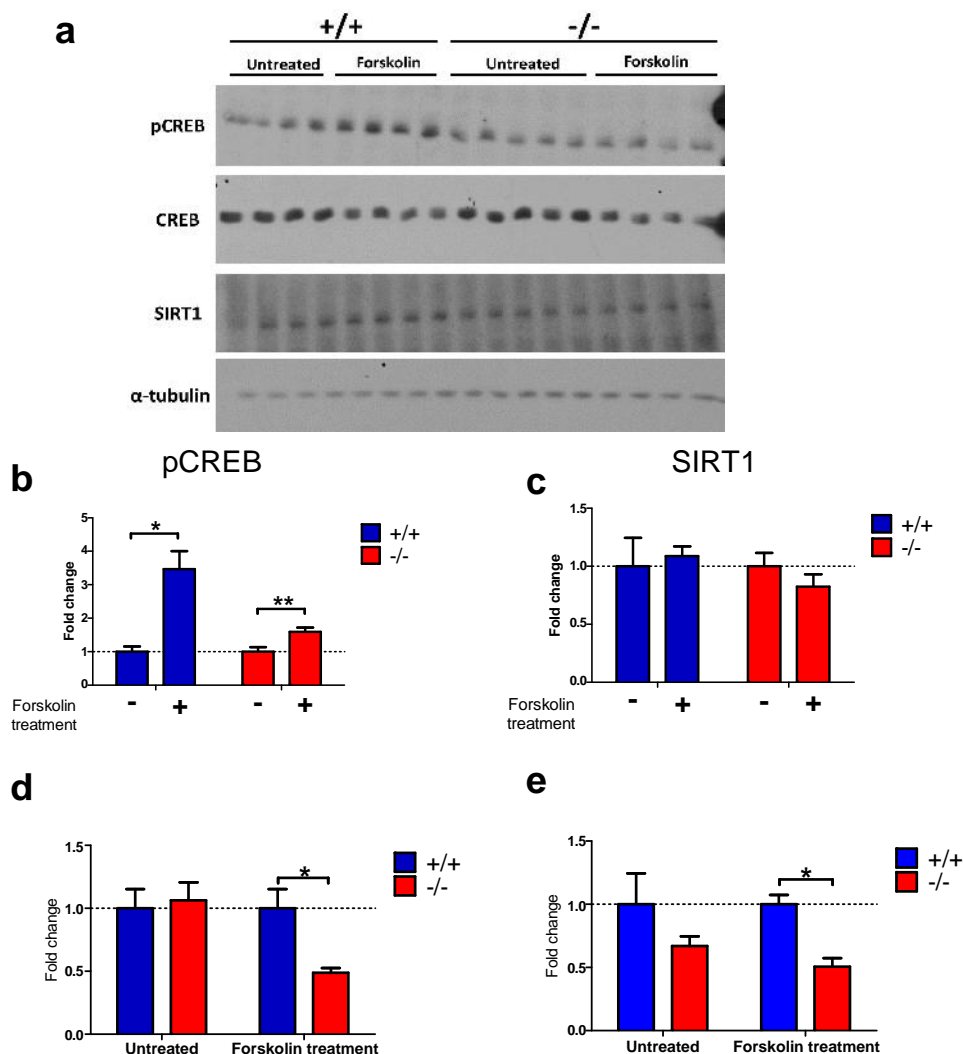 a
+/+ -/-
Untreated Forskolin Untreated Forskolin
pCREB
CREB
SIRT1
α-tubulin
pCREB
b
5
4
3
2
1
0
Fold change
* **
+/+
-/-
Forskolin treatment
- + - +
SIRT1
c
1.5
1.0
0.5
0.0
Fold change
+/+
-/-
Forskolin treatment
- + - +
d
1.5
1.0
0.5
0.0
Fold change
*
+/+
-/-
Untreated Forskolin treatment
e
1.5
1.0
0.5
0.0
Fold change
*
+/+
-/-
Untreated Forskolin treatment